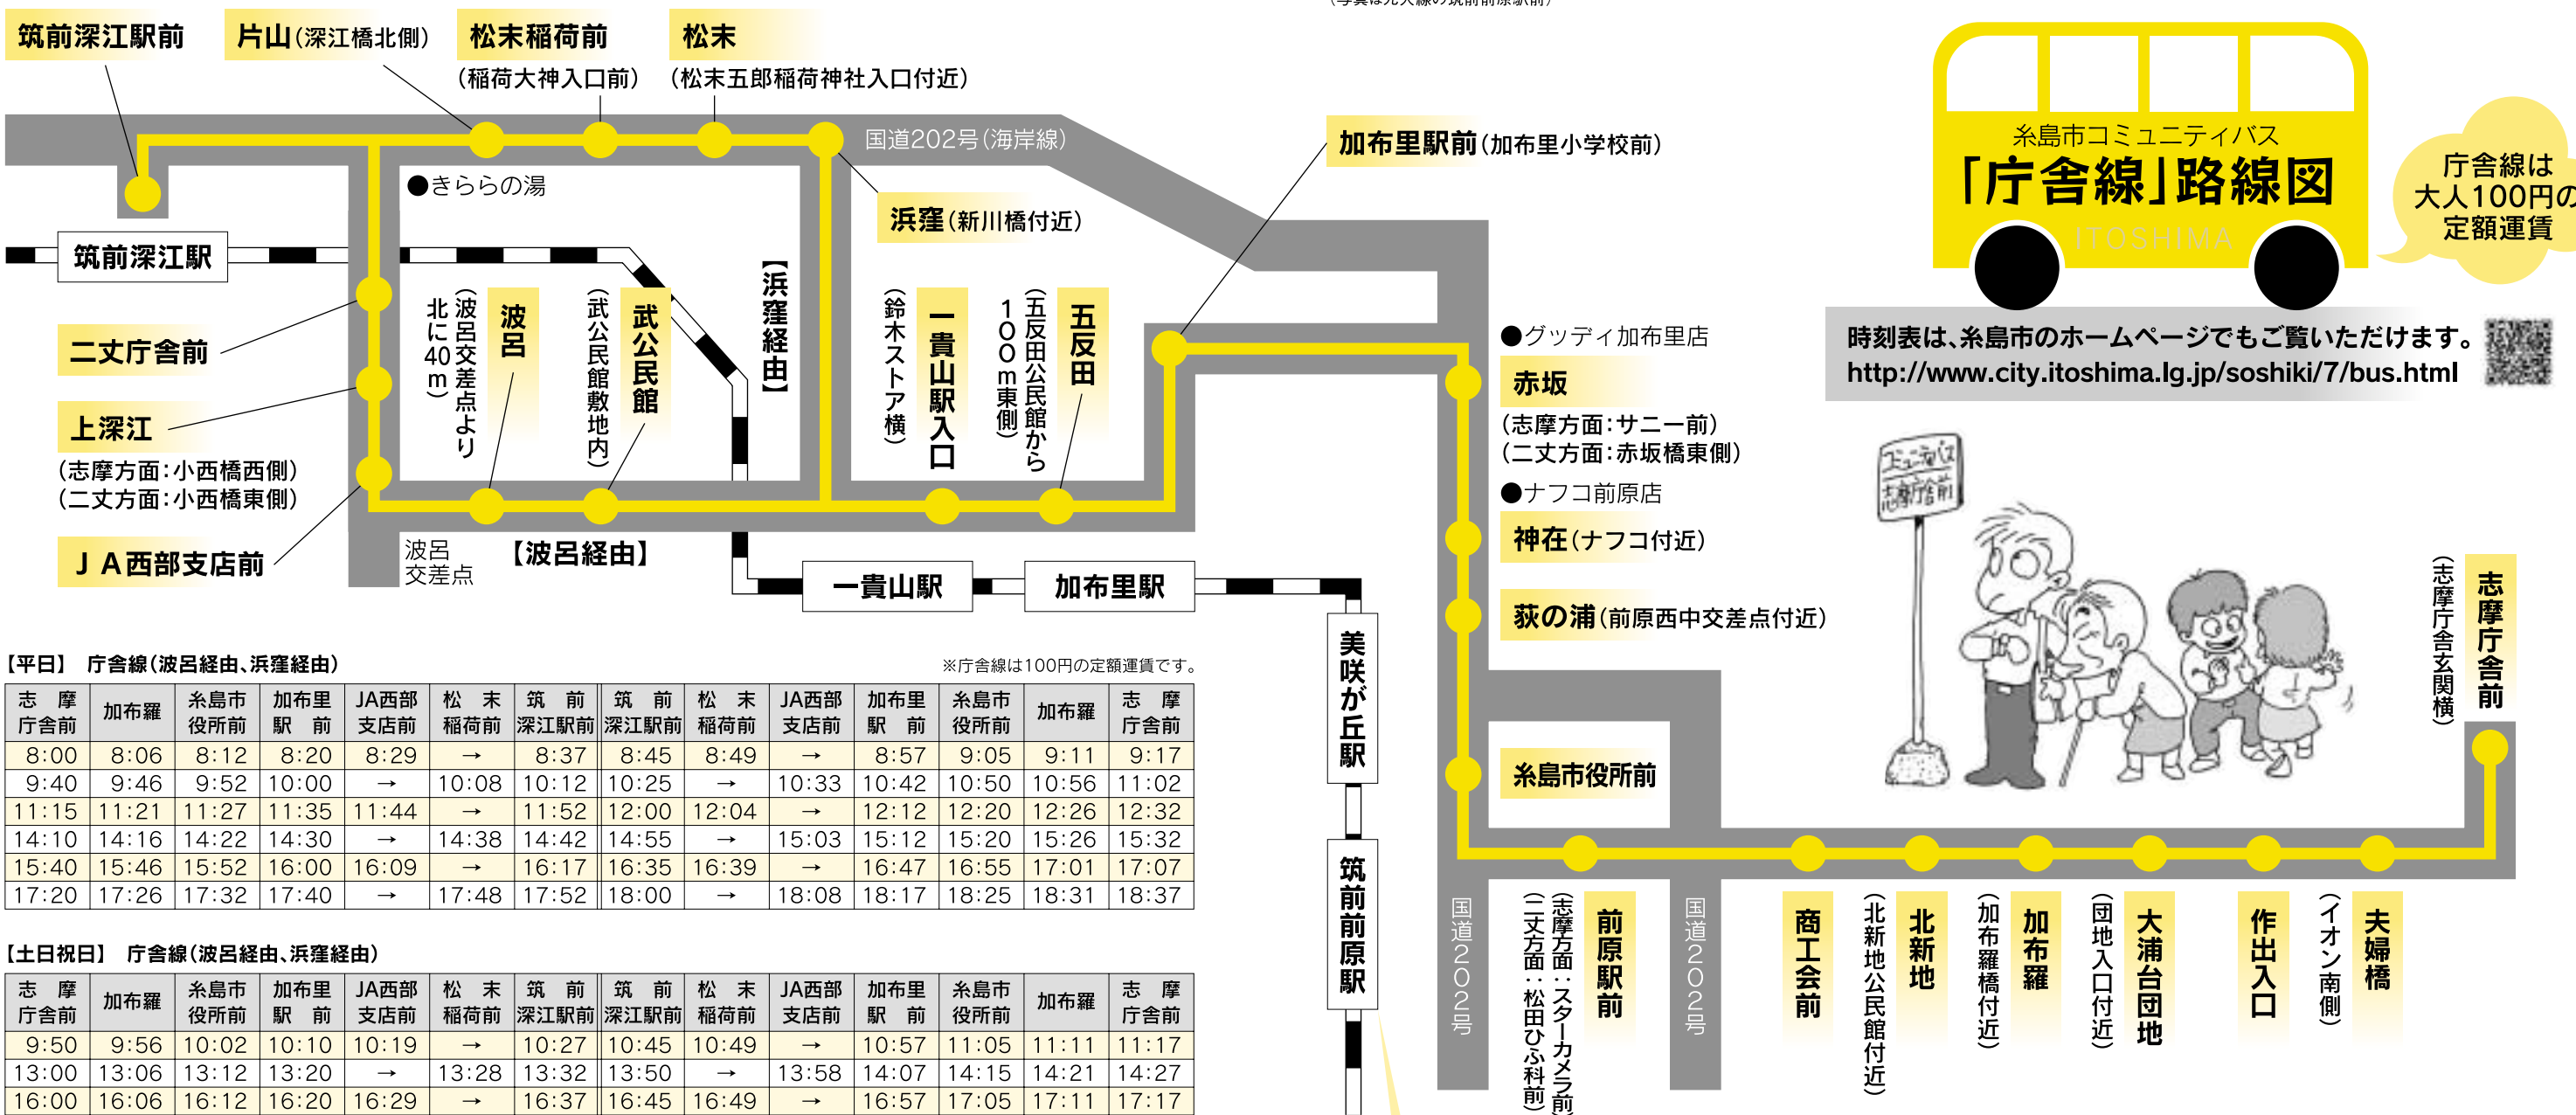 筑前深江駅前
片山(深江橋北側)
松末稲荷前
(稲荷大神入口前)
松末
(松末五郎稲荷神社入口付近)
国道202号(海岸線)
●きららの湯
浜窪(新川橋付近)
加布里駅前(加布里小学校前)
糸島市コミュニティバス
「庁舎線」路線図
ITOSHIMA
庁舎線は
大人100円の
定額運賃
時刻表は、糸島市のホームページでもご覧いただけます。
http://www.city.itoshima.lg.jp/soshiki/7/bus.html
筑前深江駅
二丈庁舎前
上深江
(志摩方面:小西橋西側)
(二丈方面:小西橋東側)
JA西部支店前
波呂
(波呂交差点より
北に40m)
武公民館
(武公民館敷地内)
【浜窪経由】
一貴山駅入口
(鈴木ストア横)
五反田
(五反田公民館から
100m東側)
波呂
交差点
【波呂経由】
一貴山駅
加布里駅
美咲が丘駅
筑前前原駅
●グッディ加布里店
赤坂
(志摩方面:サニー前)
(二丈方面:赤坂橋東側)
●ナフコ前原店
神在(ナフコ付近)
荻の浦(前原西中交差点付近)
糸島市役所前
コミュニティバス
志摩庁舎前
志摩庁舎前
(志摩庁舎玄関横)
国道202号
前原駅前
(志摩方面:スターカメラ前)
(二丈方面:松田ひふ科前)
国道202号
商工会前
北新地
(北新地公民館付近)
加布羅
(加布羅橋付近)
大浦台団地
(団地入口付近)
作出入口
夫婦橋
(イオン南側)
【平日】 庁舎線(波呂経由、浜窪経由)
※庁舎線は100円の定額運賃です。
志摩庁舎前 加布羅 糸島市役所前 加布里駅前 JA西部支店前 松末稲荷前 筑前深江駅前 筑前深江駅前 松末稲荷前 JA西部支店前 加布里駅前 糸島市役所前 加布羅 志摩庁舎前
8:00 8:06 8:12 8:20 8:29 → 8:37 8:45 8:49 → 8:57 9:05 9:11 9:17
9:40 9:46 9:52 10:00 → 10:08 10:12 10:25 → 10:33 10:42 10:50 10:56 11:02
11:15 11:21 11:27 11:35 11:44 → 11:52 12:00 12:04 → 12:12 12:20 12:26 12:32
14:10 14:16 14:22 14:30 → 14:38 14:42 14:55 → 15:03 15:12 15:20 15:26 15:32
15:40 15:46 15:52 16:00 16:09 → 16:17 16:35 16:39 → 16:47 16:55 17:01 17:07
17:20 17:26 17:32 17:40 → 17:48 17:52 18:00 → 18:08 18:17 18:25 18:31 18:37
【土日祝日】 庁舎線(波呂経由、浜窪経由)
志摩庁舎前 加布羅 糸島市役所前 加布里駅前 JA西部支店前 松末稲荷前 筑前深江駅前 筑前深江駅前 松末稲荷前 JA西部支店前 加布里駅前 糸島市役所前 加布羅 志摩庁舎前
9:50 9:56 10:02 10:10 10:19 → 10:27 10:45 10:49 → 10:57 11:05 11:11 11:17
13:00 13:06 13:12 13:20 → 13:28 13:32 13:50 → 13:58 14:07 14:15 14:21 14:27
16:00 16:06 16:12 16:20 16:29 → 16:37 16:45 16:49 → 16:57 17:05 17:11 17:17